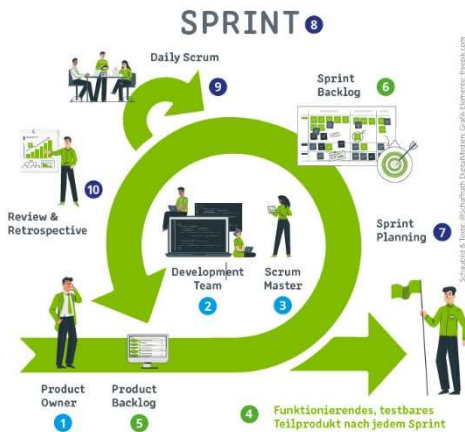 SPRINT 8
Daily Scrum
9
Sprint
Backlog
6
10
Review &
Retrospective
Sprint
Planning
7
Development
Team
2
Scrum
Master
3
Product
Owner
1
Product
Backlog
5
4
Funktionierendes, testbares
Teilprodukt nach jedem Sprint